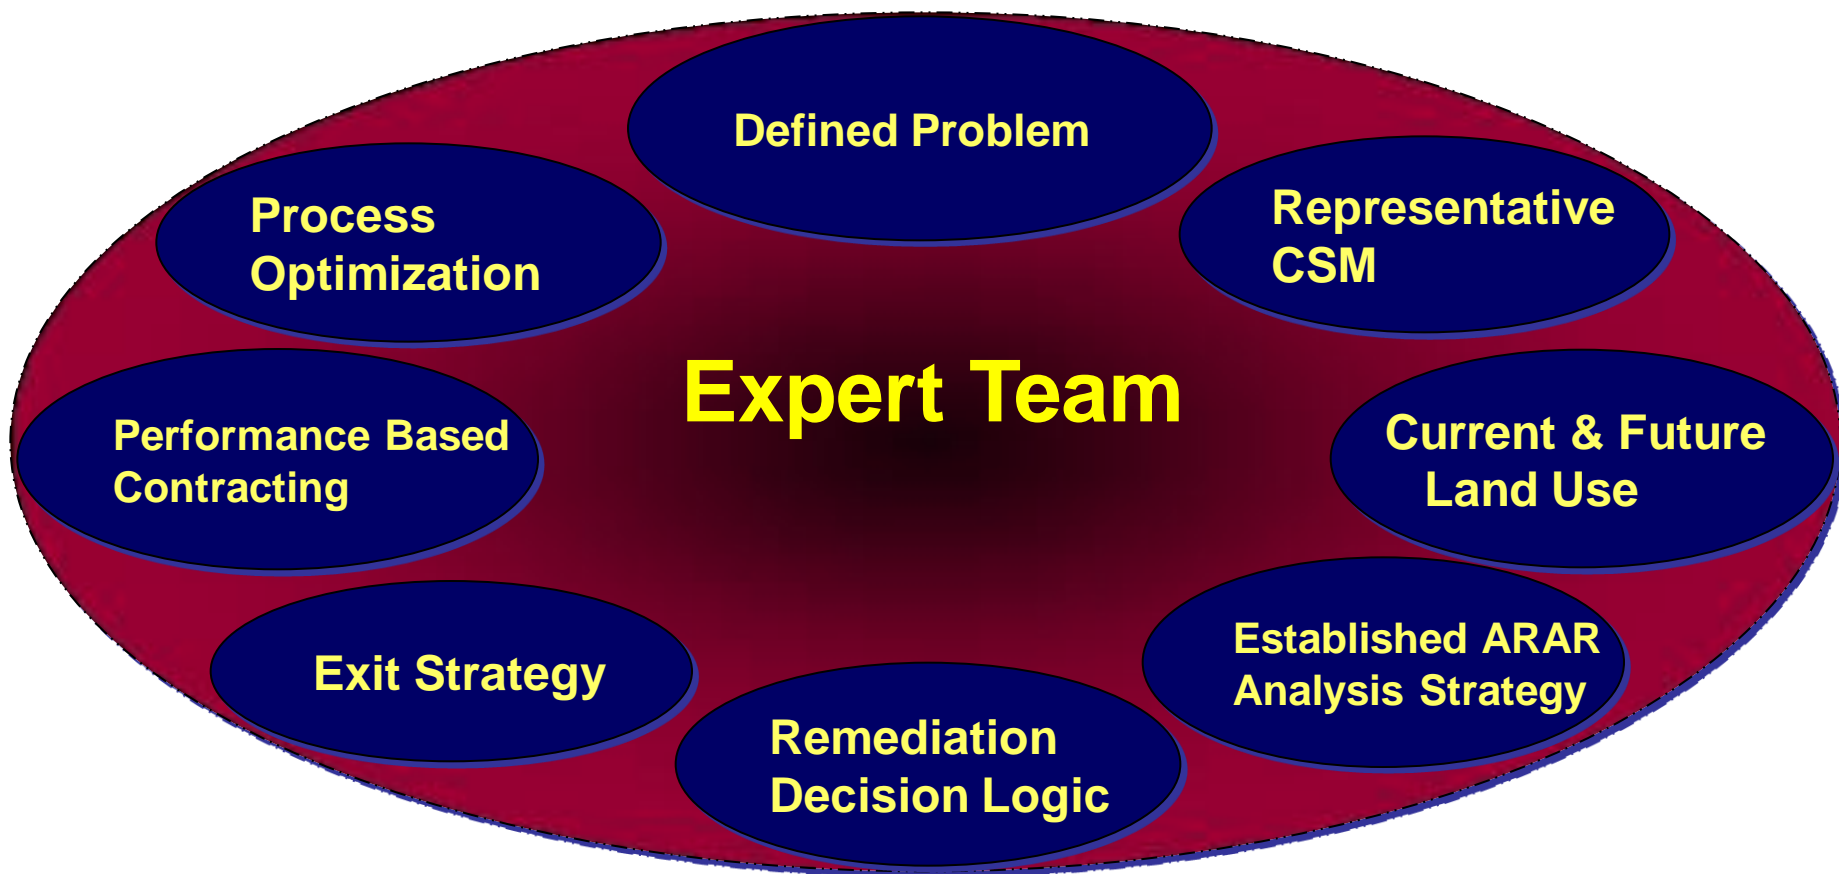 Defined Problem
Process
Optimization
Representative
CSM
Expert Team
Performance Based
Contracting
Current & Future
Land Use
Exit Strategy
Established ARAR
Analysis Strategy
Remediation
Decision Logic